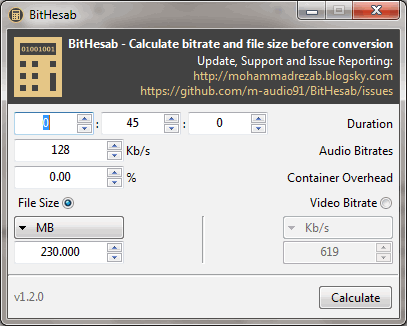 BitHesab
01001001
BitHesab - Calculate bitrate and file size before conversion
Update, Support and Issue Reporting:
http://mohammadrezab.blogsky.com
https://github.com/m-audio91/BitHesab/issues
0 : 45 : 0 Duration
128 Kb/s Audio Bitrates
0.00 % Container Overhead
File Size Video Bitrate
MB Kb/s
230.000 619
v1.2.0 Calculate